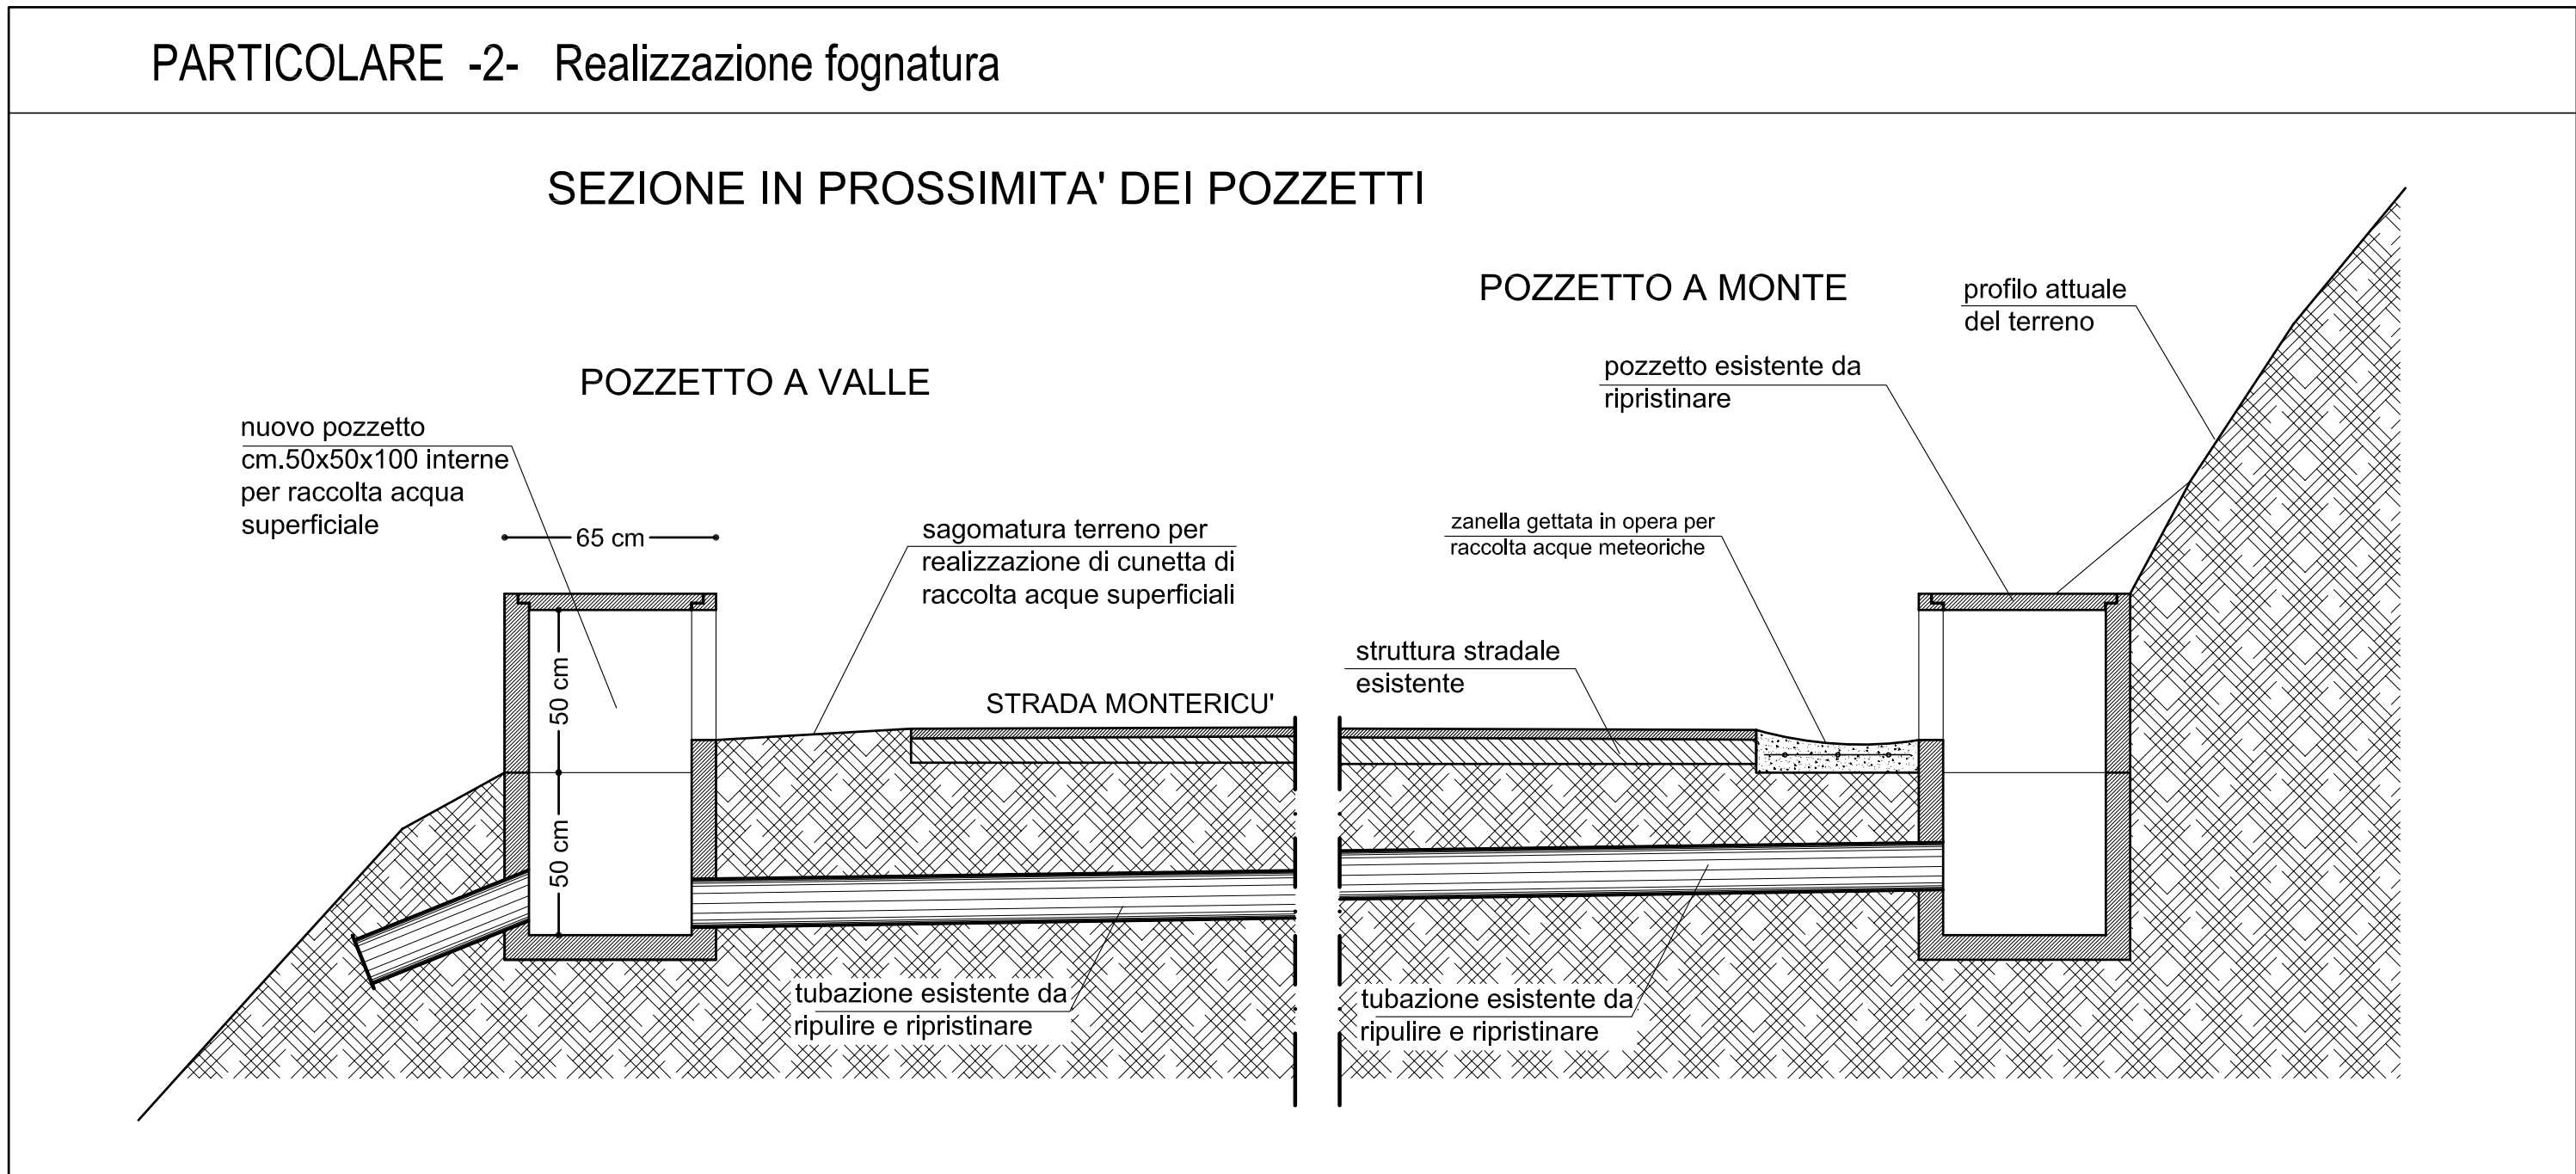 PARTICOLARE -2- Realizzazione fognatura
SEZIONE IN PROSSIMITA' DEI POZZETTI
POZZETTO A MONTE
profilo attuale
del terreno
pozzetto esistente da
ripristinare
POZZETTO A VALLE
nuovo pozzetto
cm.50x50x100 interne
per raccolta acqua
superficiale
65 cm
sagomatura terreno per
realizzazione di cunetta di
raccolta acque superficiali
zanella gettata in opera per
raccolta acque meteoriche
struttura stradale
esistente
50 cm
STRADA MONTERICU'
50 cm
tubazione esistente da
ripulire e ripristinare
tubazione esistente da
ripulire e ripristinare